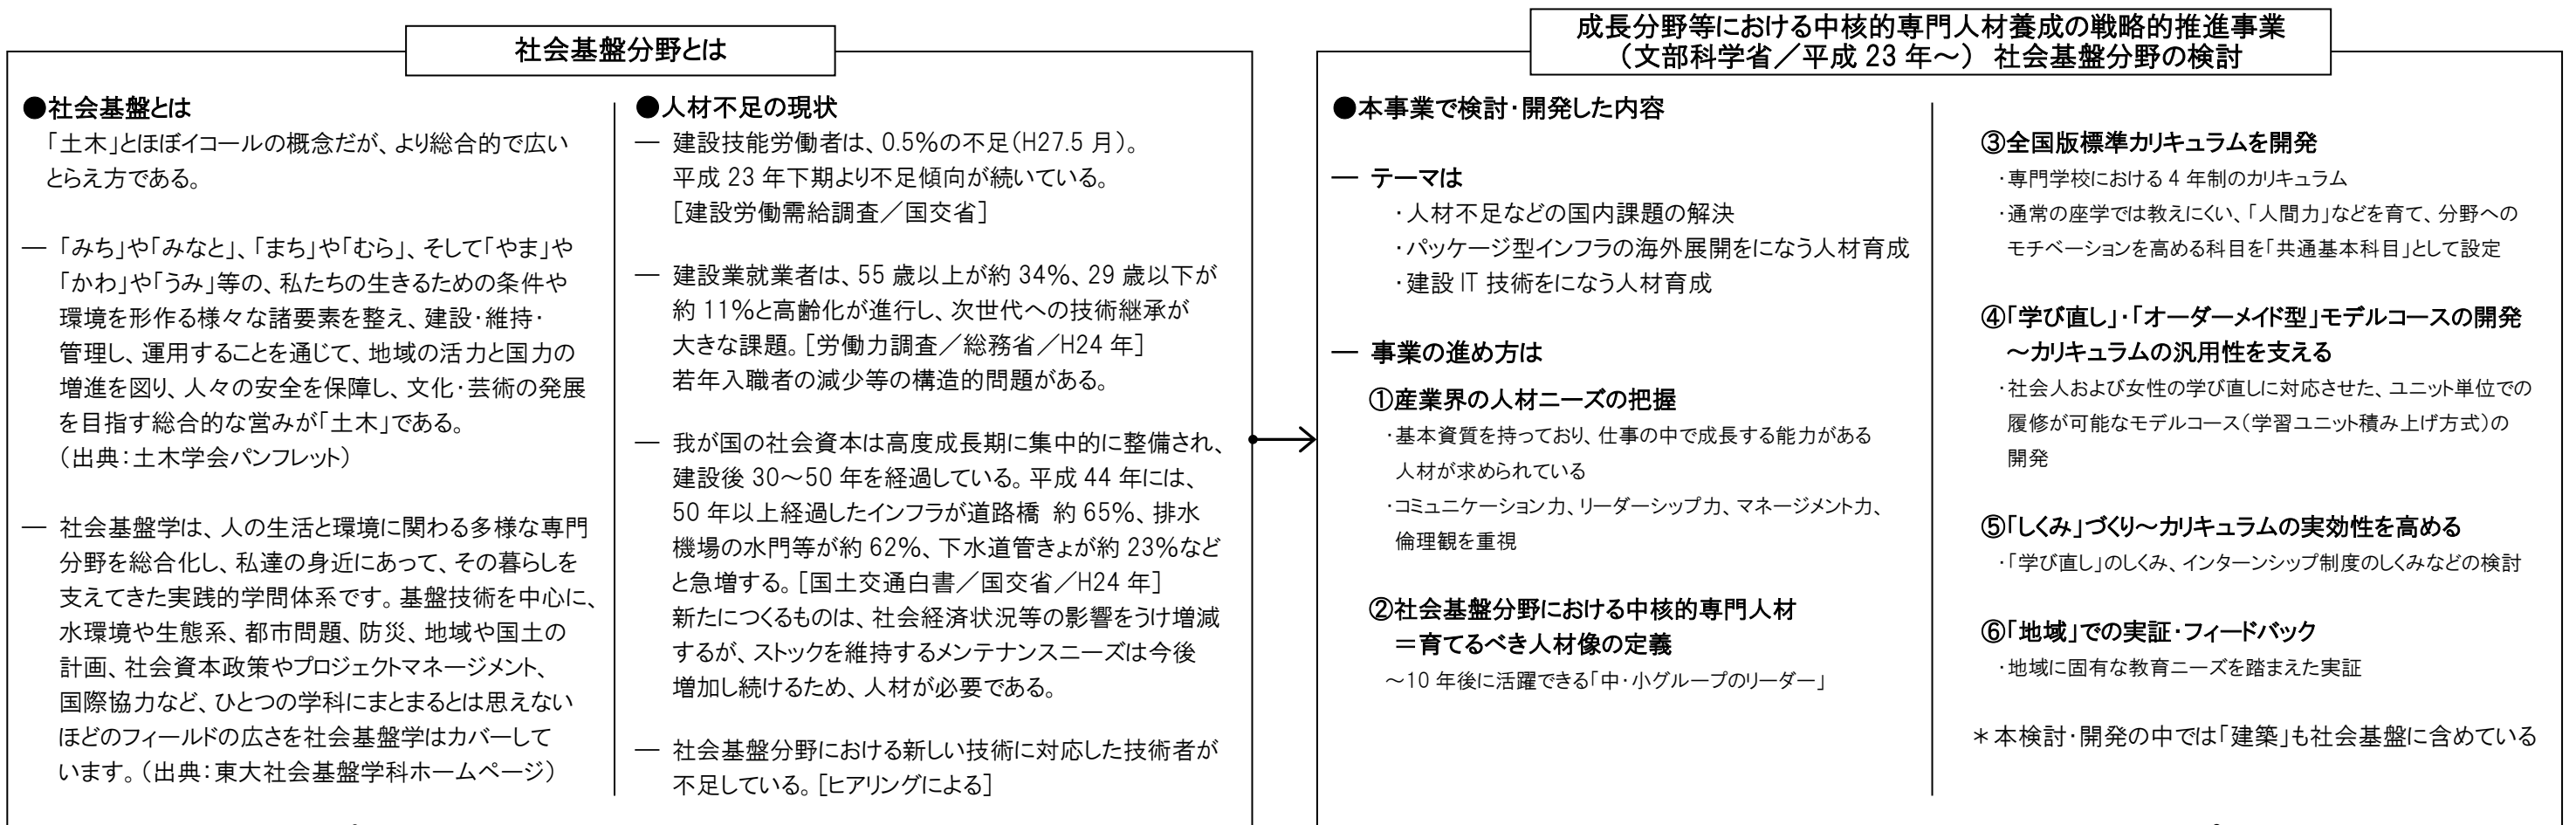 社会基盤分野とは
●社会基盤とは
「土木」とほぼイコールの概念だが、より総合的で広い
とらえ方である。
― 「みち」や「みなと」、「まち」や「むら」、そして「やま」や
「かわ」や「うみ」等の、私たちの生きるための条件や
環境を形作る様々な諸要素を整え、建設・維持・
管理し、運用することを通じて、地域の活力と国力の
増進を図り、人々の安全を保障し、文化・芸術の発展
を目指す総合的な営みが「土木」である。
（出典：土木学会パンフレット）
― 社会基盤学は、人の生活と環境に関わる多様な専門
分野を総合化し、私達の身近にあって、その暮らしを
支えてきた実践的学問体系です。基盤技術を中心に、
水環境や生態系、都市問題、防災、地域や国土の
計画、社会資本政策やプロジェクトマネージメント、
国際協力など、ひとつの学科にまとまるとは思えない
ほどのフィールドの広さを社会基盤学はカバーして
います。（出典：東大社会基盤学科ホームページ）
●人材不足の現状
― 建設技能労働者は、0.5％の不足（H27.5 月）。
平成 23 年下期より不足傾向が続いている。
［建設労働需給調査／国交省］
― 建設業就業者は、55 歳以上が約 34％、29 歳以下が
約 11％と高齢化が進行し、次世代への技術継承が
大きな課題。［労働力調査／総務省／H24 年］
若年入職者の減少等の構造的問題がある。
― 我が国の社会資本は高度成長期に集中的に整備され、
建設後 30～50 年を経過している。平成 44 年には、
50 年以上経過したインフラが道路橋 約 65％、排水
機場の水門等が約 62％、下水道管きょが約 23％など
と急増する。［国土交通白書／国交省／H24 年］
新たにつくるものは、社会経済状況等の影響をうけ増減
するが、ストックを維持するメンテナンスニーズは今後
増加し続けるため、人材が必要である。
― 社会基盤分野における新しい技術に対応した技術者が
不足している。［ヒアリングによる］
成長分野等における中核的専門人材養成の戦略的推進事業
（文部科学省／平成 23 年～） 社会基盤分野の検討
●本事業で検討・開発した内容
― テーマは
・人材不足などの国内課題の解決
・パッケージ型インフラの海外展開をになう人材育成
・建設 IT 技術をになう人材育成
― 事業の進め方は
①産業界の人材ニーズの把握
・基本資質を持っており、仕事の中で成長する能力がある
人材が求められている
・コミュニケーション力、リーダーシップ力、マネージメント力、
倫理観を重視
②社会基盤分野における中核的専門人材
＝育てるべき人材像の定義
～10 年後に活躍できる「中・小グループのリーダー」
③全国版標準カリキュラムを開発
・専門学校における 4 年制のカリキュラム
・通常の座学では教えにくい、「人間力」などを育て、分野への
モチベーションを高める科目を「共通基本科目」として設定
④「学び直し」・「オーダーメイド型」モデルコースの開発
～カリキュラムの汎用性を支える
・社会人および女性の学び直しに対応させた、ユニット単位での
履修が可能なモデルコース（学習ユニット積み上げ方式）の
開発
⑤「しくみ」づくり～カリキュラムの実効性を高める
・「学び直し」のしくみ、インターンシップ制度のしくみなどの検討
⑥「地域」での実証・フィードバック
・地域に固有な教育ニーズを踏まえた実証
＊本検討・開発の中では「建築」も社会基盤に含めている